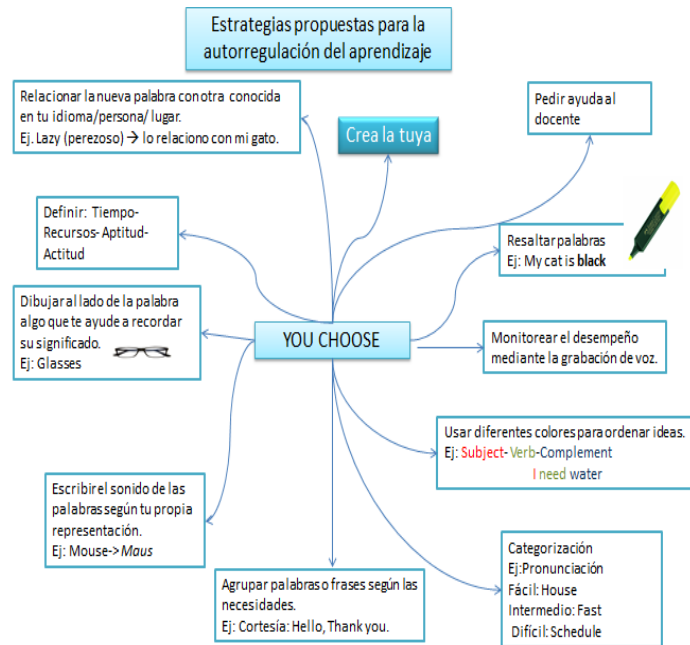 Estrategias propuestas para la
autorregulación del aprendizaje
Relacionar la nueva palabra con otra conocida
en tu idioma/persona/ lugar.
Ej. Lazy (perezoso) → lo relaciono con mi gato.
Crea la tuya
Pedir ayuda al
docente
Definir: Tiempo-
Recursos- Aptitud-
Actitud
Resaltar palabras
Ej: My cat is black
Dibujar al lado de la palabra
algo que te ayude a recordar
su significado.
Ej: Glasses
YOU CHOOSE
Monitorear el desempeño
mediante la grabación de voz.
Usar diferentes colores para ordenar ideas.
Ej: Subject- Verb-Complement
I need water
Escribir el sonido de las
palabras según tu propia
representación.
Ej: Mouse-> Maus
Agrupar palabras o frases según las
necesidades.
Ej: Cortesía: Hello, Thank you.
Categorización
Ej:Pronunciación
Fácil: House
Intermedio: Fast
Difícil: Schedule